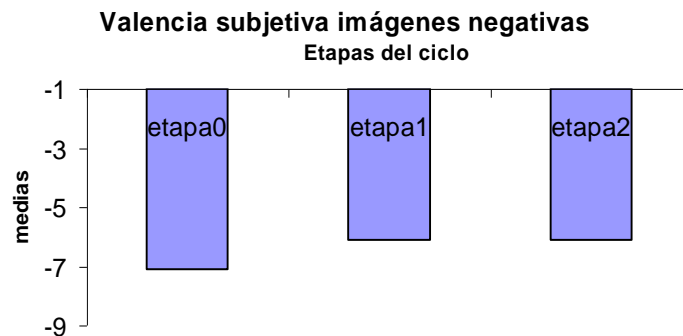 Valencia subjetiva imágenes negativas
Etapas del ciclo
-1
-3
-5
-7
-9
medias
etapa0
etapa1
etapa2